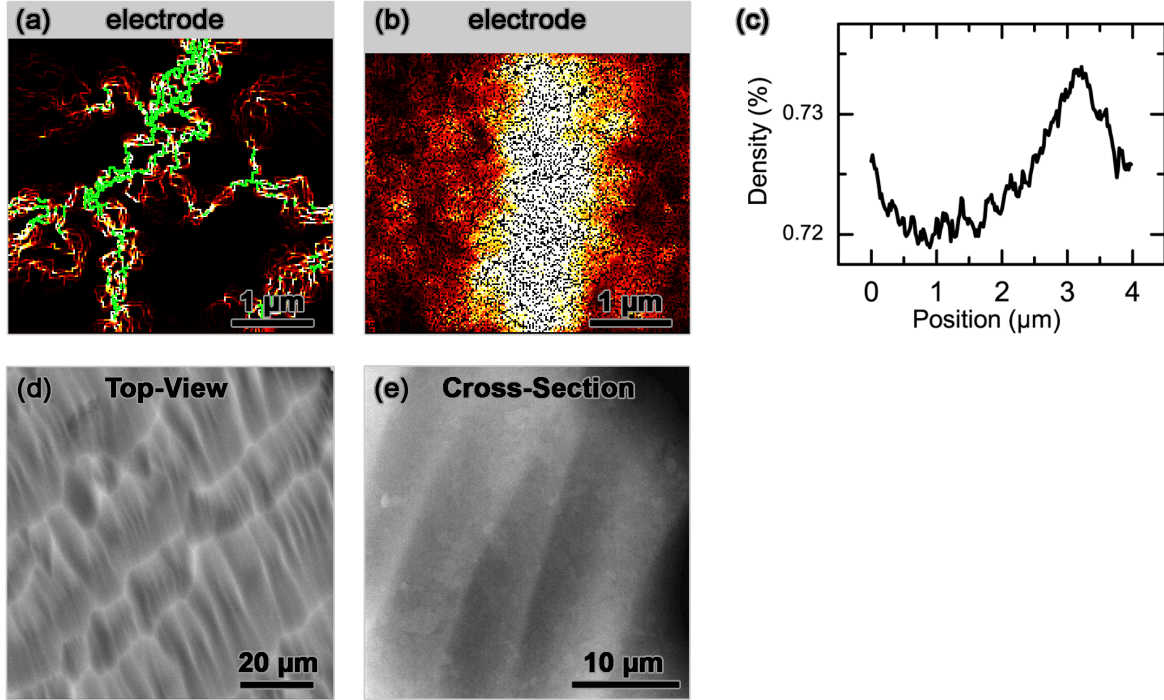 (a) electrode
1 μm
(b) electrode
1 μm
(c)
Density (%)
0.73
0.72
0 1 2 3 4
Position (μm)
(d) Top-View
20 μm
(e) Cross-Section
10 μm